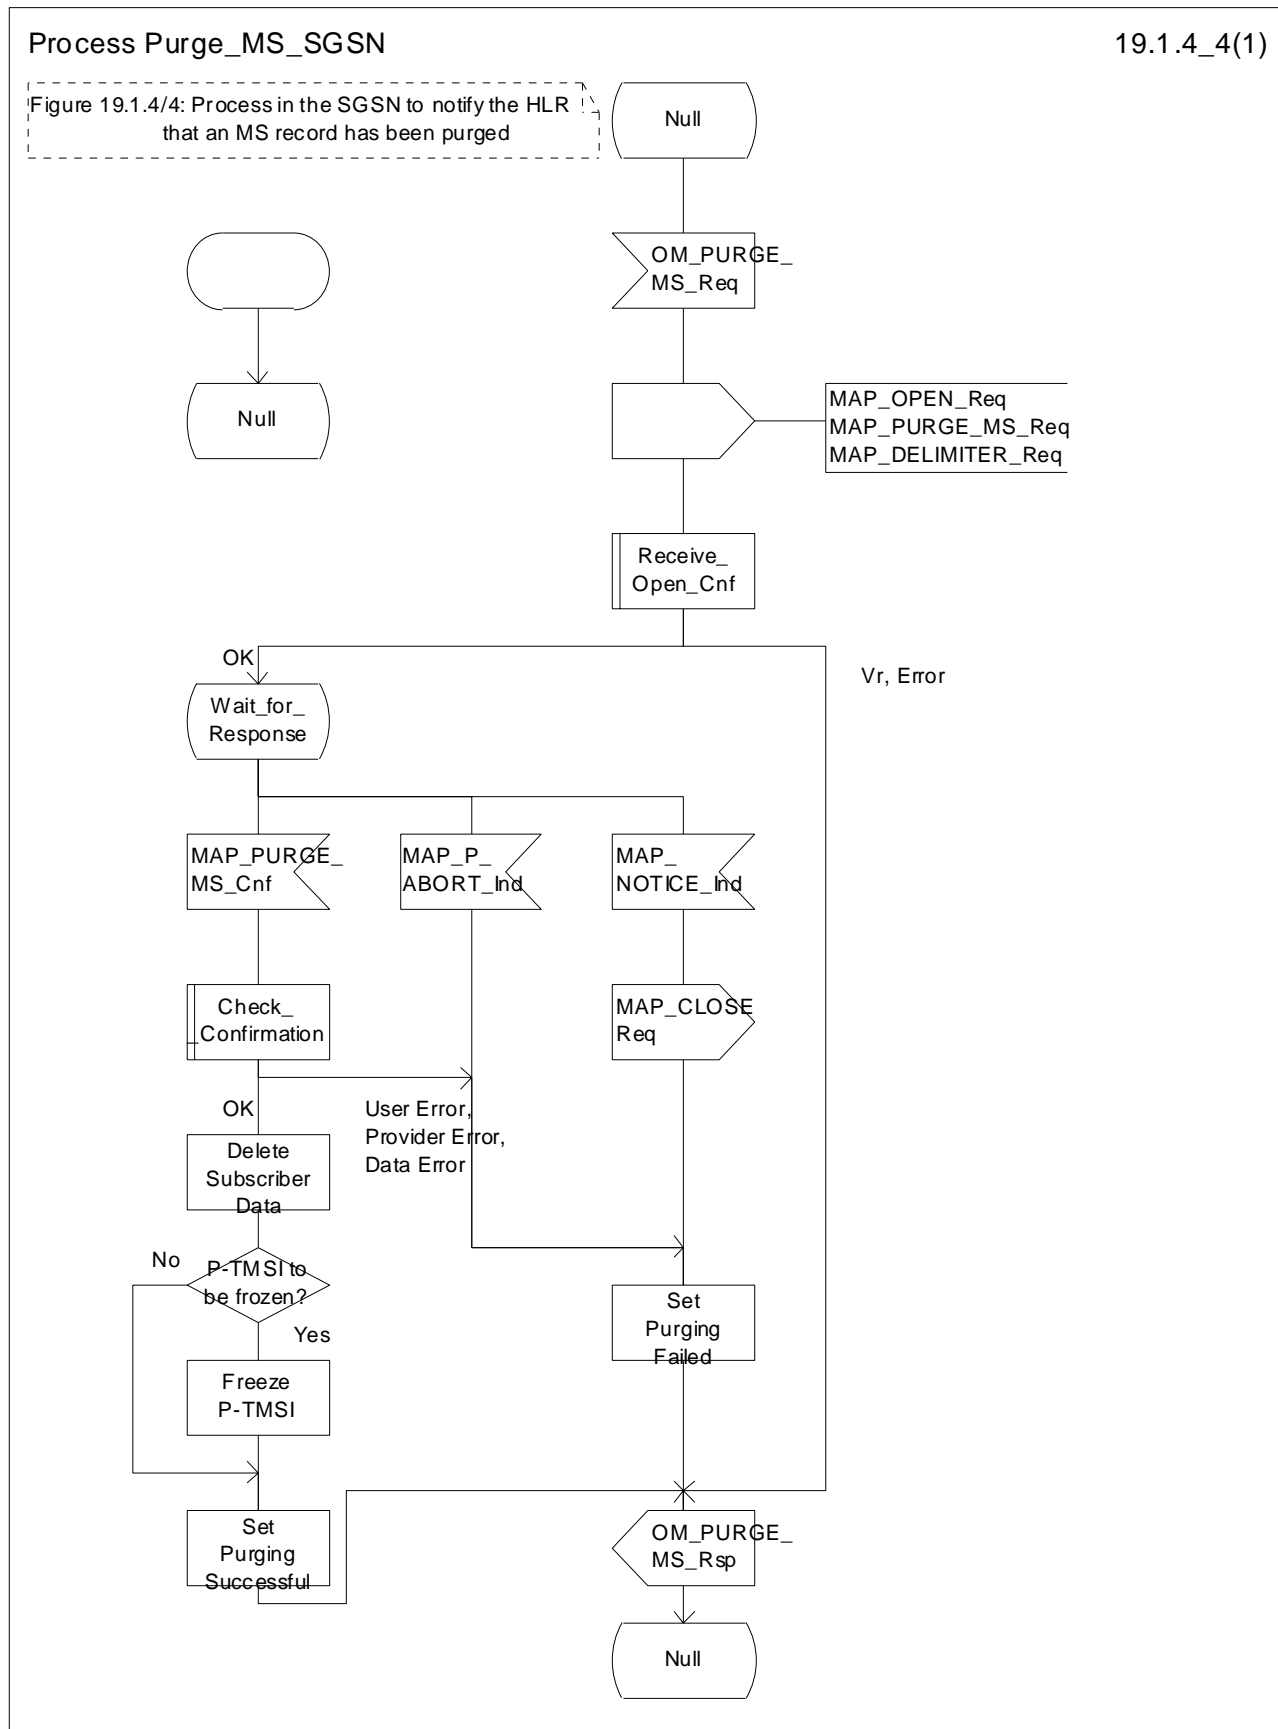 Process Purge_MS_SGSN
19.1.4_4(1)
Figure 19.1.4/4: Process in the SGSN to notify the HLR
that an MS record has been purged
Null
OM_PURGE_
MS_Req
Null
MAP_OPEN_Req
MAP_PURGE_MS_Req
MAP_DELIMITER_Req
Receive_
Open_Cnf
OK
Vr, Error
Wait_for_
Response
MAP_PURGE_
MS_Cnf
MAP_P_
ABORT_Ind
MAP_
NOTICE_Ind
Check_
_Confirmation
MAP_CLOSE
Req
OK
User Error,
Provider Error,
Data Error
Delete
Subscriber
Data
No
P-TMSI to
be frozen?
Yes
Set
Purging
Failed
Freeze
P-TMSI
Set
Purging
Successful
OM_PURGE_
MS_Rsp
Null